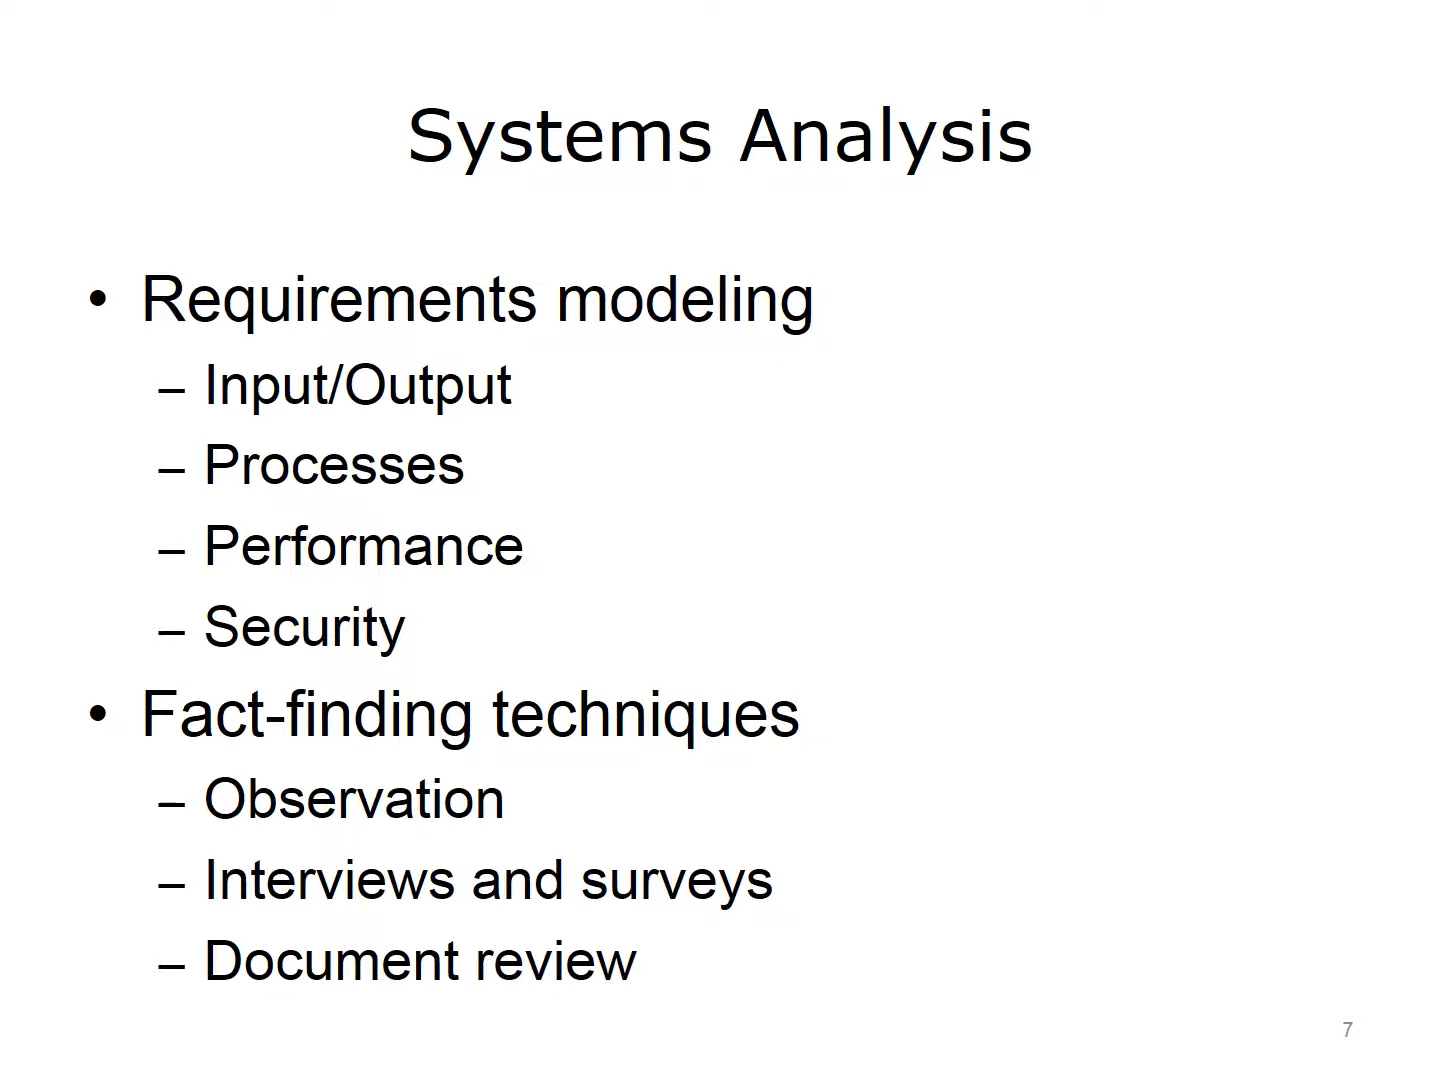 Systems Analysis
• Requirements modeling
– Input/Output
– Processes
– Performance
– Security
• Fact-finding techniques
– Observation
– Interviews and surveys
– Document review
7